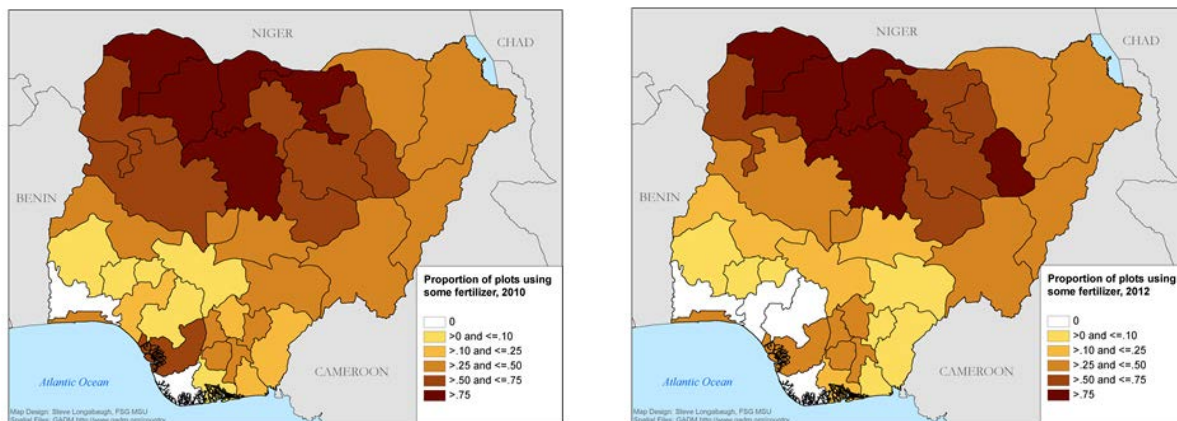 NIGER
CHAD
BENIN
Proportion of plots using
some fertilizer, 2010
0
>0 and <=.10
>.10 and <=.25
>.25 and <=.50
>.50 and <=.75
>.75
CAMEROON
Atlantic Ocean
Map Design: Steve Longabaugh, FSG MSU
NIGER
CHAD
BENIN
Proportion of plots using
some fertilizer, 2012
0
>0 and <=.10
>.10 and <=.25
>.25 and <=.50
>.50 and <=.75
>.75
CAMEROON
Atlantic Ocean
Map Design: Steve Longabaugh, FSG MSU